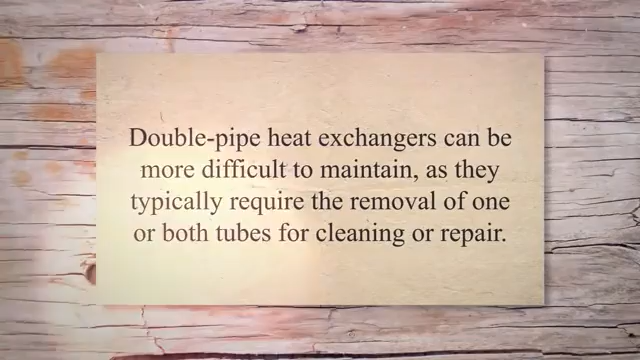 Double-pipe heat exchangers can be
more difficult to maintain, as they
typically require the removal of one
or both tubes for cleaning or repair.